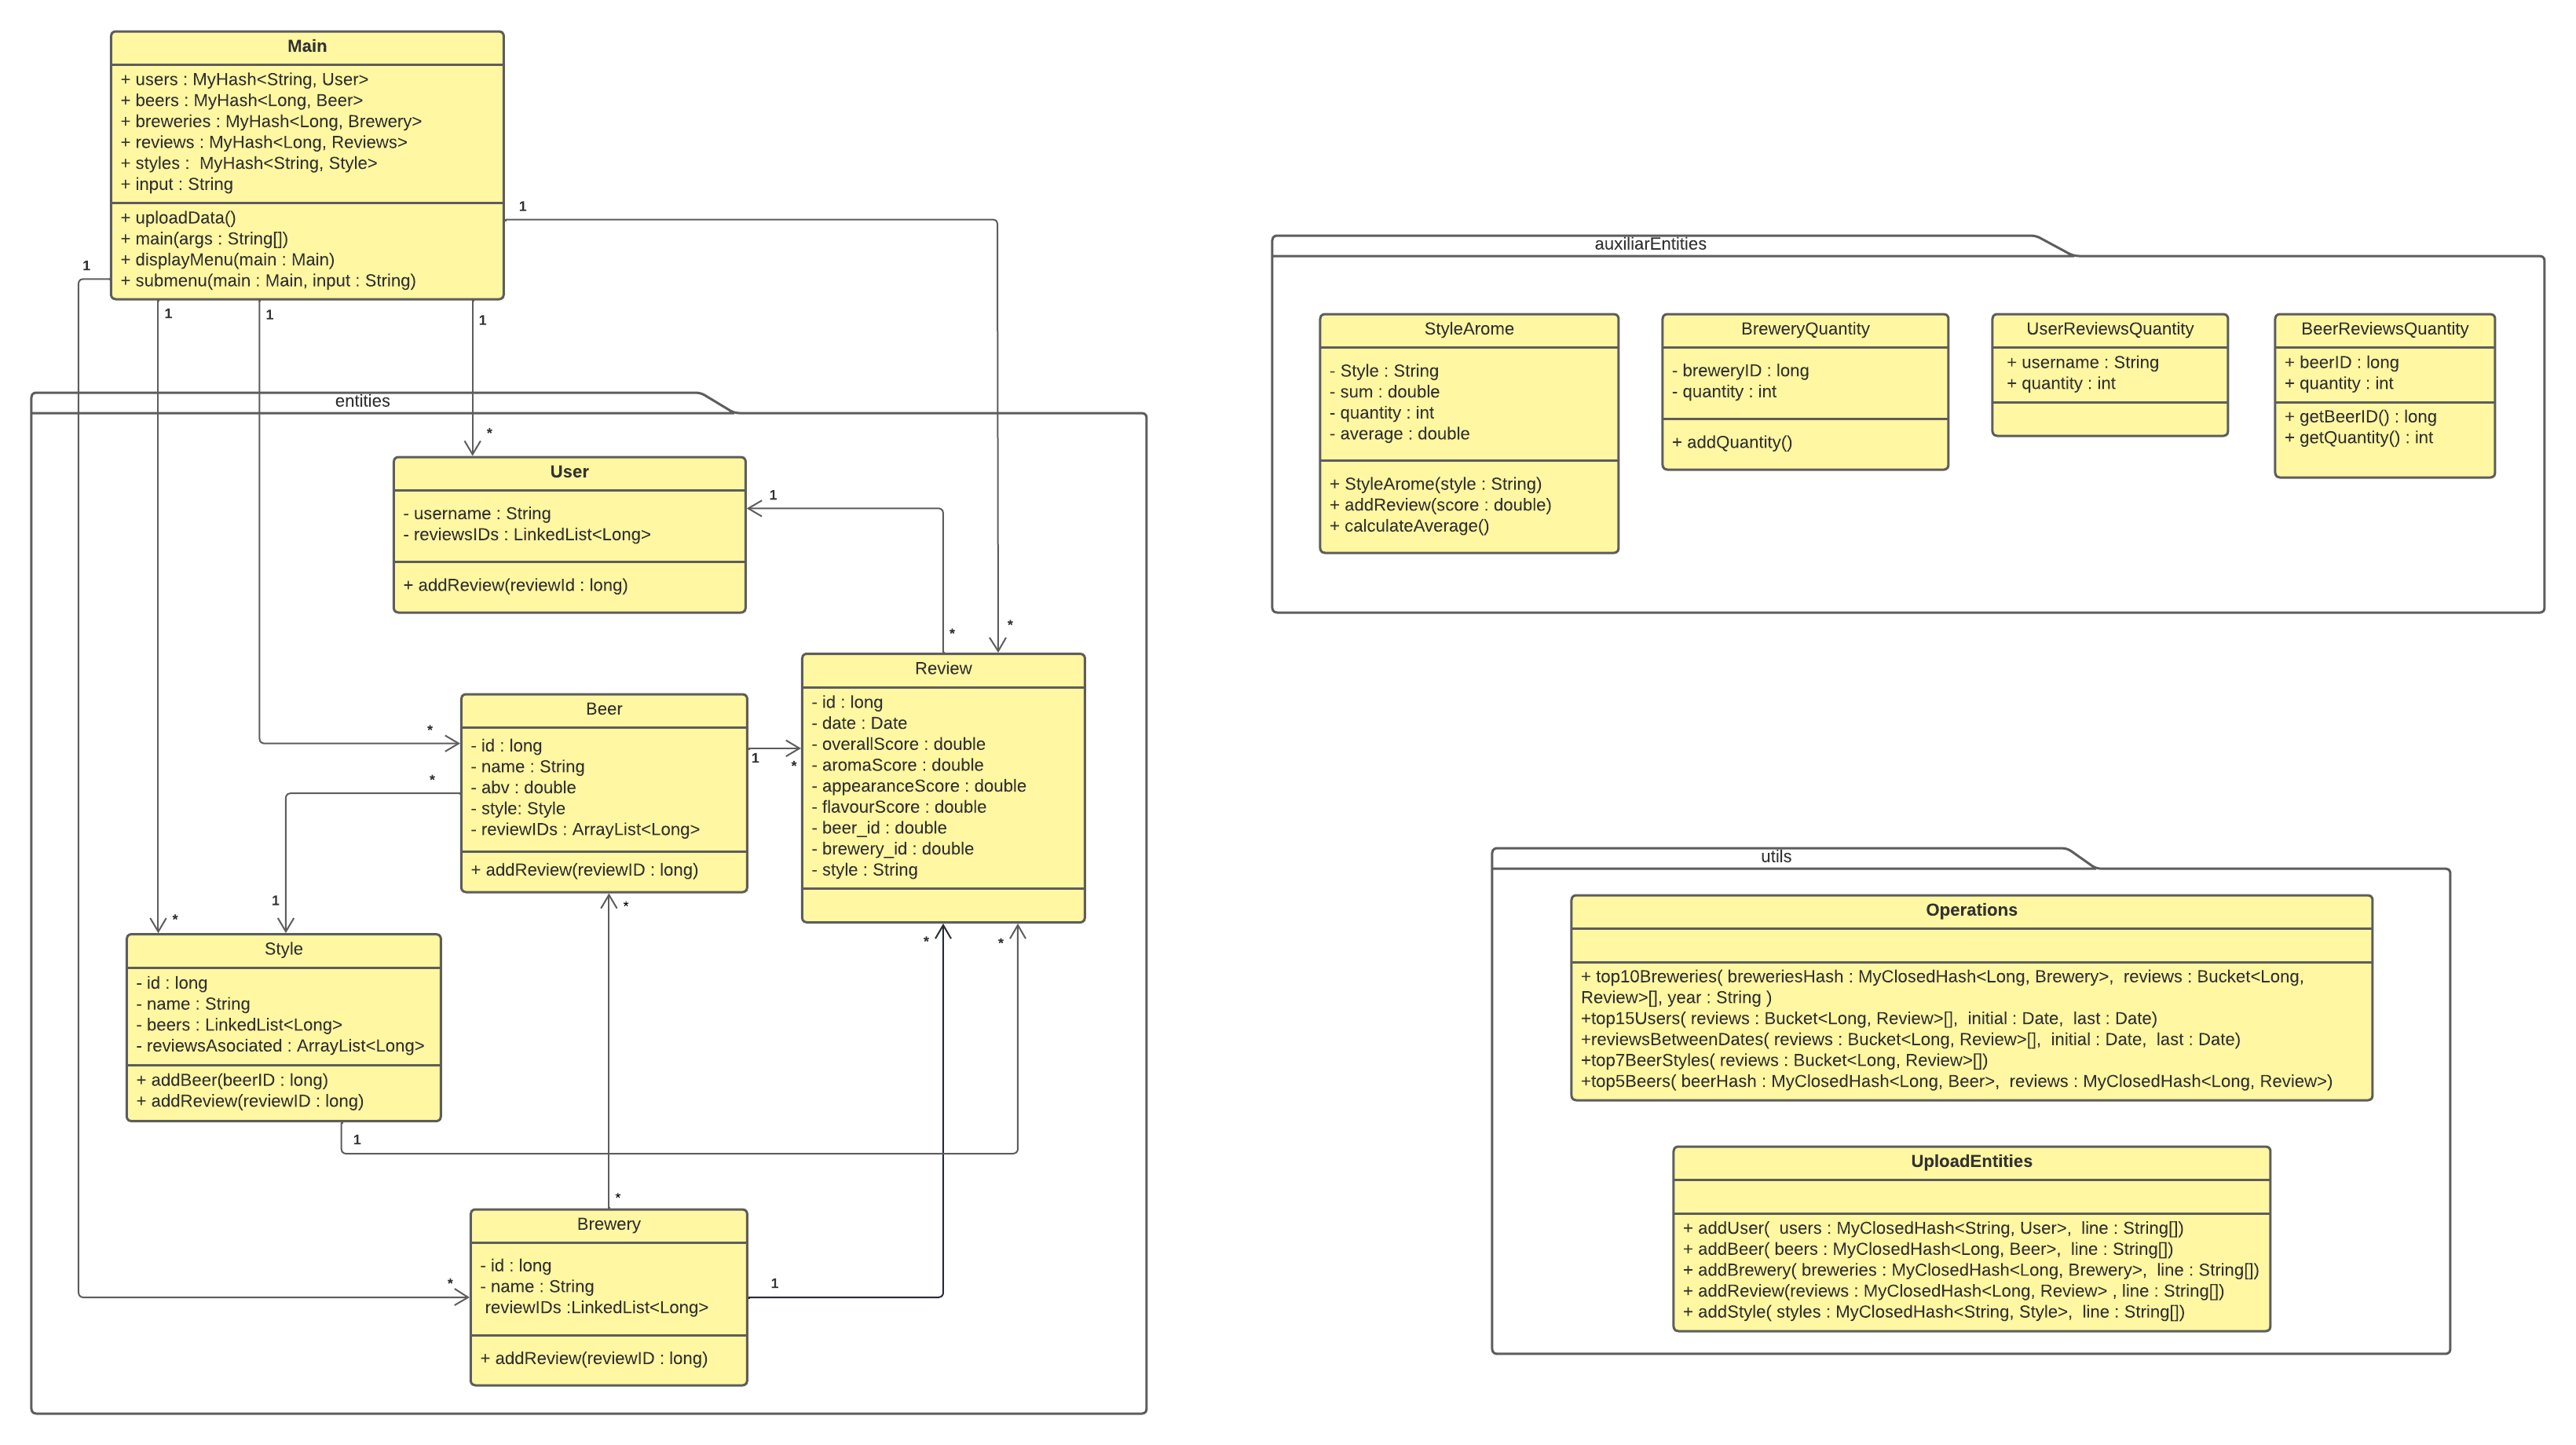 Main
+ users : MyHash<String, User>
+ beers : MyHash<Long, Beer>
+ breweries : MyHash<Long, Brewery>
+ reviews : MyHash<Long, Reviews>
+ styles :  MyHash<String, Style>
+ input : String
+ uploadData()
+ main(args : String[])
+ displayMenu(main : Main)
+ submenu(main : Main, input : String)
1
1
1
1
1
entities
*
User
- username : String
- reviewsIDs : LinkedList<Long>
+ addReview(reviewId : long)
1
*
*
Review
- id : long
- date : Date
- overallScore : double
- aromaScore : double
- appearanceScore : double
- flavourScore : double
- beer_id : double
- brewery_id : double
- style : String
*
*
Beer
- id : long
- name : String
- abv : double
- style: Style
- reviewIDs : ArrayList<Long>
+ addReview(reviewID : long)
1
*
*
1
*
*
*
Style
- id : long
- name : String
- beers : LinkedList<Long>
- reviewsAsociated : ArrayList<Long>
+ addBeer(beerID : long)
+ addReview(reviewID : long)
1
*
Brewery
- id : long
- name : String
reviewIDs :LinkedList<Long>
+ addReview(reviewID : long)
*
1
auxiliarEntities
StyleArome
- Style : String
- sum : double
- quantity : int
- average : double
+ StyleArome(style : String)
+ addReview(score : double)
+ calculateAverage()
BreweryQuantity
- breweryID : long
- quantity : int
+ addQuantity()
UserReviewsQuantity
+ username : String
+ quantity : int
BeerReviewsQuantity
+ beerID : long
+ quantity : int
+ getBeerID() : long
+ getQuantity() : int
utils
Operations
+ top10Breweries( breweriesHash : MyClosedHash<Long, Brewery>,  reviews : Bucket<Long,
Review>[], year : String )
+top15Users( reviews : Bucket<Long, Review>[],  initial : Date,  last : Date)
+reviewsBetweenDates( reviews : Bucket<Long, Review>[],  initial : Date,  last : Date)
+top7BeerStyles( reviews : Bucket<Long, Review>[])
+top5Beers( beerHash : MyClosedHash<Long, Beer>,  reviews : MyClosedHash<Long, Review>)
UploadEntities
+ addUser(  users : MyClosedHash<String, User>,  line : String[])
+ addBeer( beers : MyClosedHash<Long, Beer>,  line : String[])
+ addBrewery( breweries : MyClosedHash<Long, Brewery>,  line : String[])
+ addReview(reviews : MyClosedHash<Long, Review> , line : String[])
+ addStyle( styles : MyClosedHash<String, Style>,  line : String[])